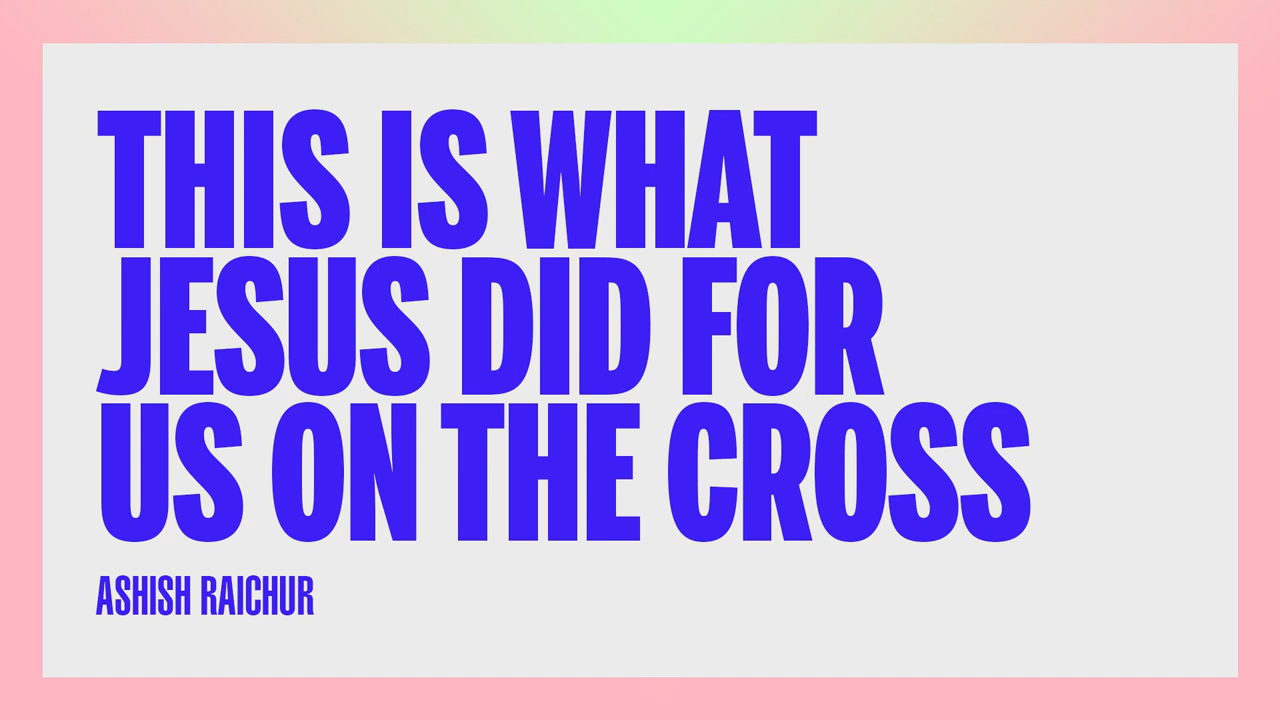 THIS IS WHAT
JESUS DID FOR
US ON THE CROSS
ASHISH RAICHUR